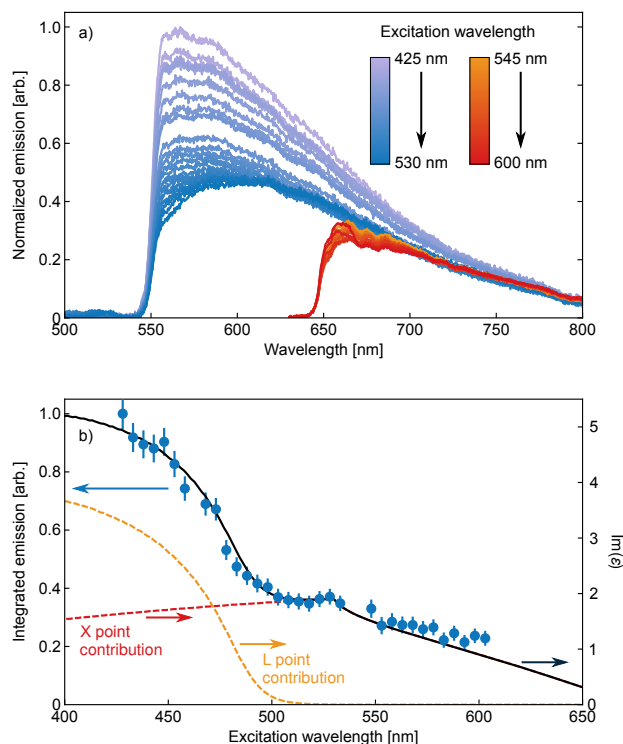 a)
Excitation wavelength
425 nm
545 nm
530 nm
600 nm
Normalized emission [arb.]
1.0
0.8
0.6
0.4
0.2
0
500
550
600
650
700
750
800
Wavelength [nm]
b)
Integrated emission [arb.]
1.0
0.8
0.6
0.4
0.2
0.0
5
4
3
2
1
0
Im(ε)
X point
contribution
L point
contribution
400
450
500
550
600
650
Excitation wavelength [nm]